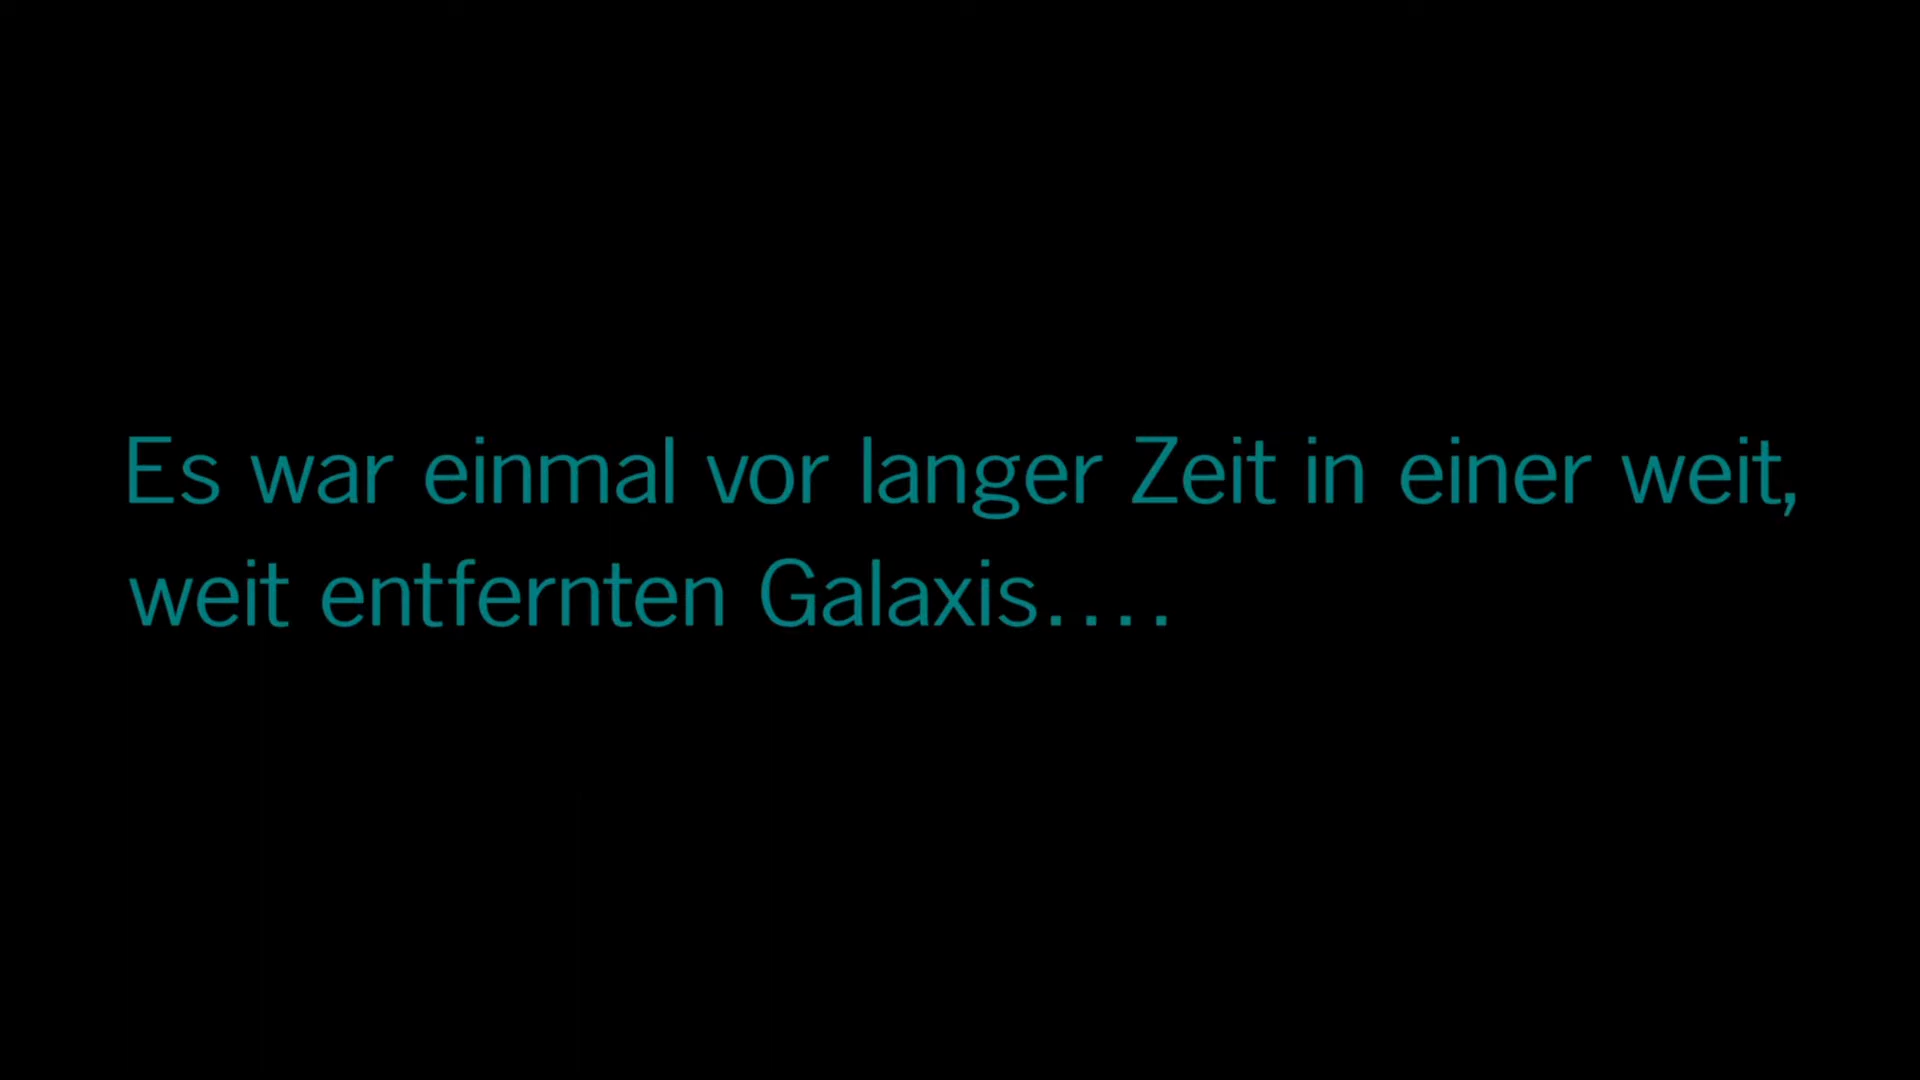 Es war einmal vor langer Zeit in einer weit,
weit entfernten Galaxis....